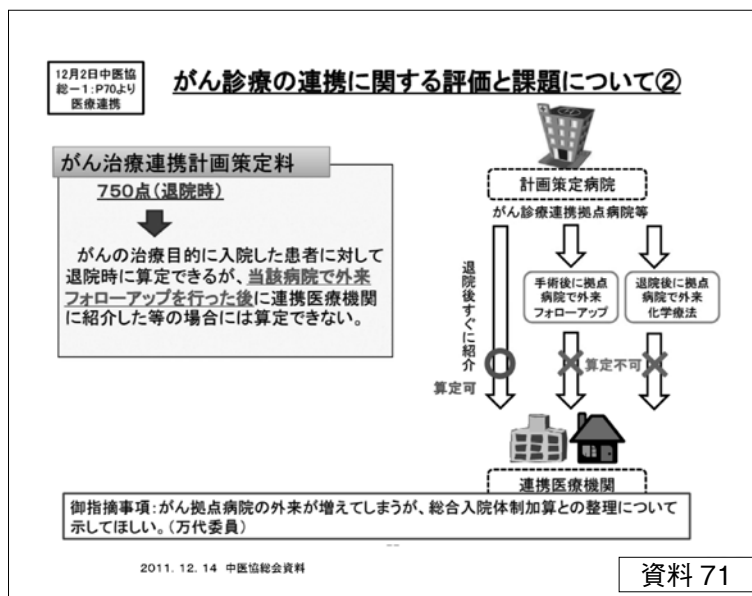 12月2日中医協
総－1：P70より
医療連携
がん診療の連携に関する評価と課題について②
がん治療連携計画策定料
750点（退院時）
がんの治療目的に入院した患者に対して
退院時に算定できるが、当該病院で外来
フォローアップを行った後に連携医療機関
に紹介した等の場合には算定できない。
計画策定病院
がん診療連携拠点病院等
退院後すぐに紹介
手術後に拠点
病院で外来
フォローアップ
退院後に拠点
病院で外来
化学療法
算定可
算定不可
連携医療機関
御指摘事項：がん拠点病院の外来が増えてしまうが、総合入院体制加算との整理について
示してほしい。（万代委員）
2011. 12. 14 中医協総会資料
資料 71